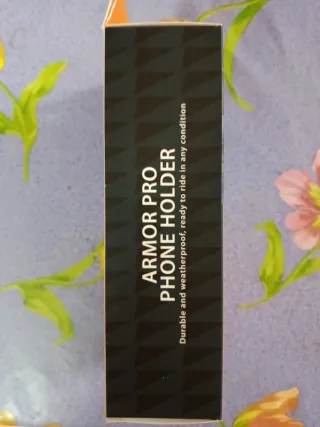 ARMOR PRO
PHONE HOLDER
Durable and weatherproof, ready to ride in any condition